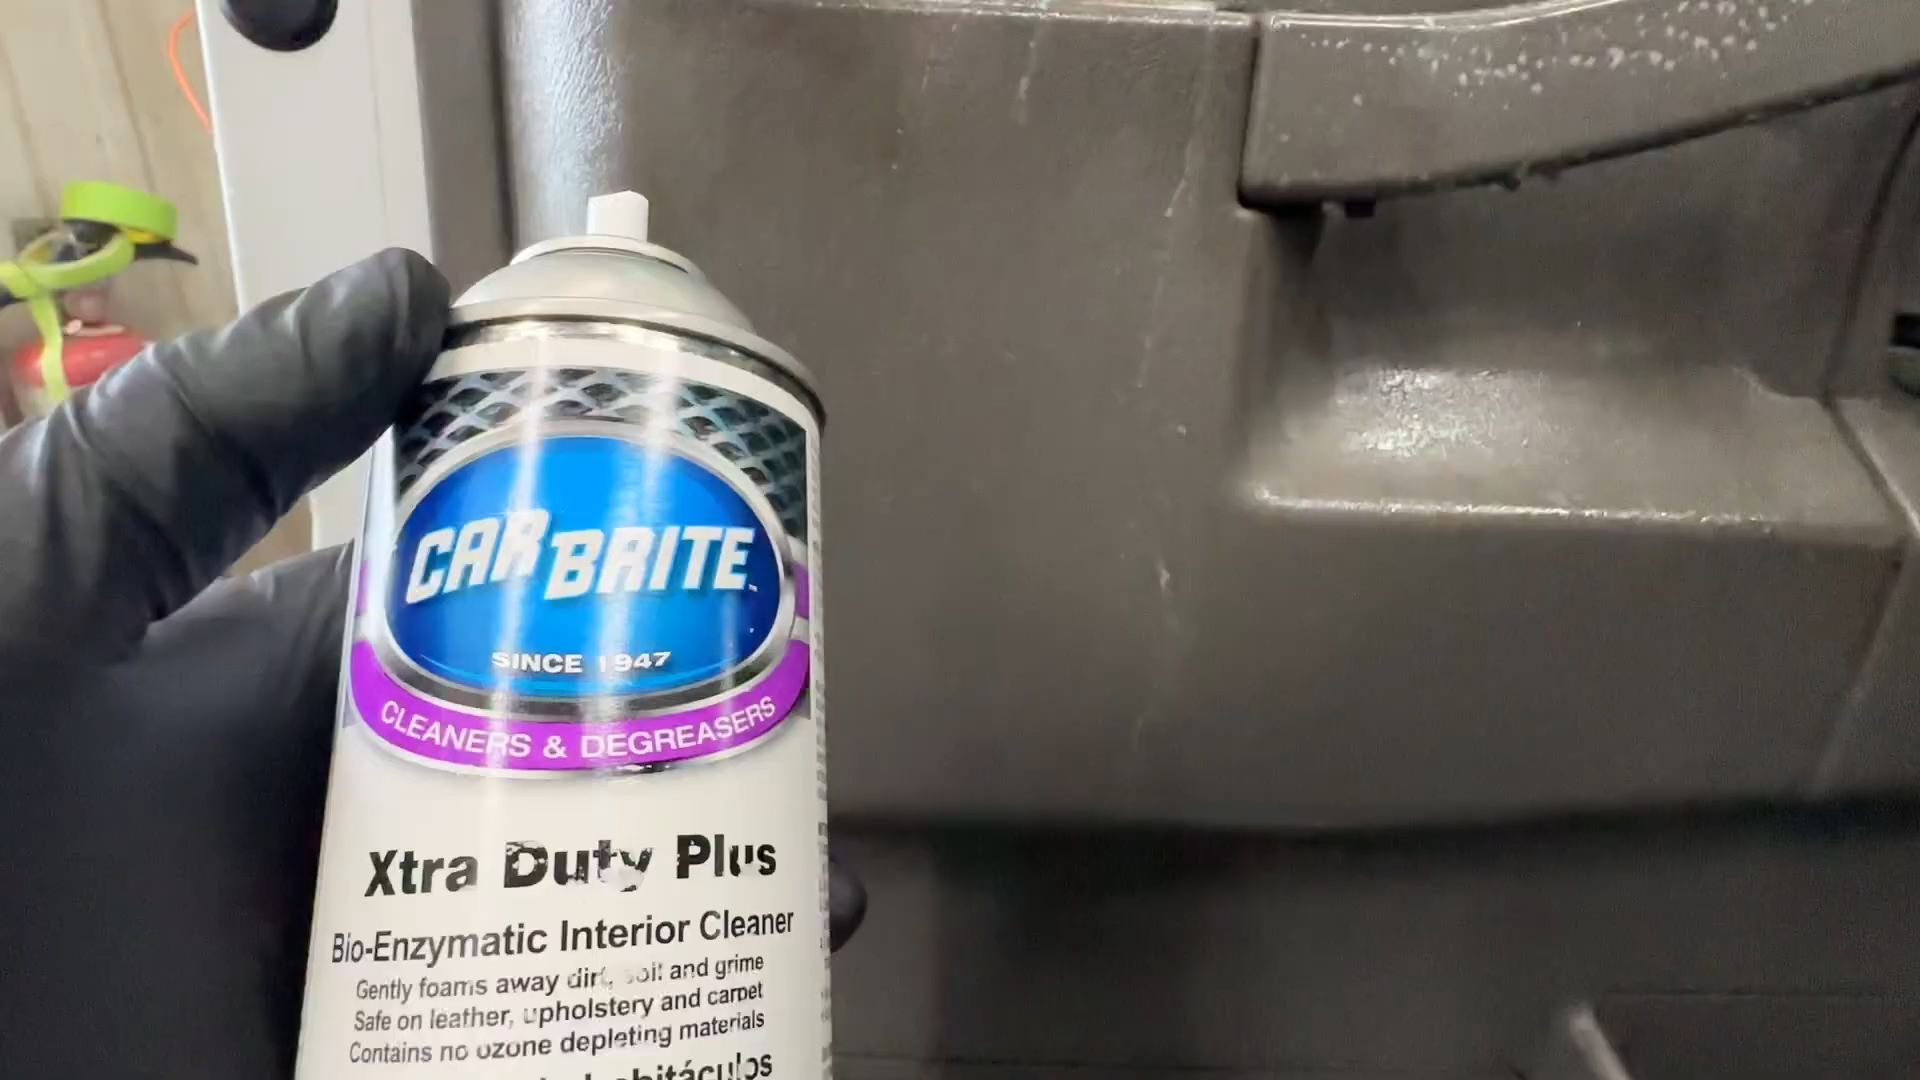 CAR BRITE
SINCE 1947
CLEANERS & DEGREASERS
Xtra Duty Plus
Bio-Enzymatic Interior Cleaner
Gently foams away dirt, soil and grime
Safe on leather, upholstery and carpet
Contains no ozone depleting materials